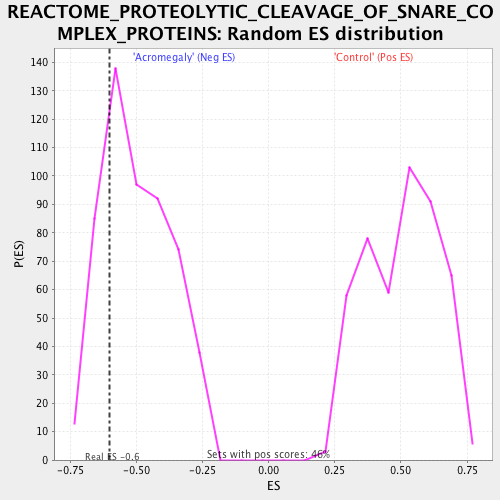 REACTOME_PROTEOLYTIC_CLEAVAGE_OF_SNARE_CO
MPLEX_PROTEINS: Random ES distribution
'Acromegaly' (Neg ES)
'Control' (Pos ES)
140
130
120
110
100
90
80
70
60
50
40
30
20
10
0
P(ES)
Real ES -0.6
Sets with pos scores: 46%
-0.75 -0.50 -0.25 0.00 0.25 0.50 0.75
ES